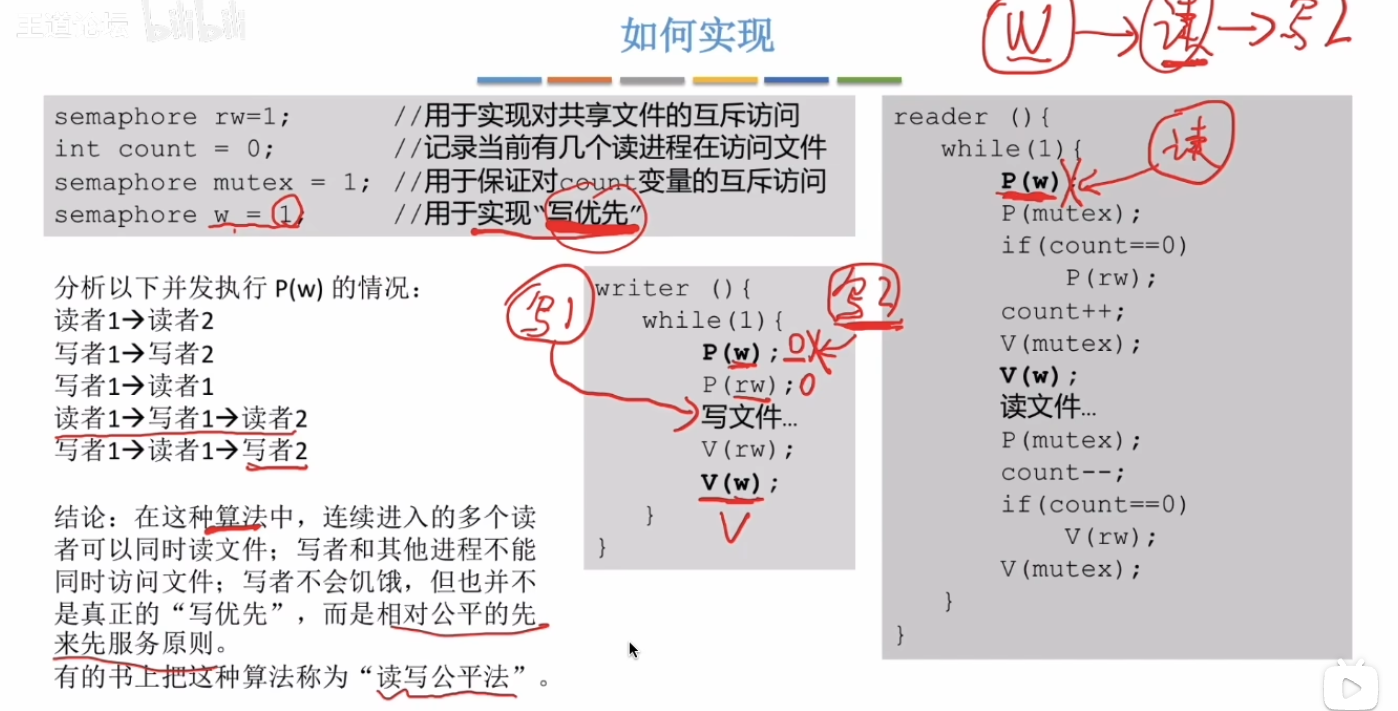 王道论坛 bilibili
如何实现
W → 读 → 写2
semaphore rw=1; //用于实现对共享文件的互斥访问
int count = 0; //记录当前有几个读进程在访问文件
semaphore mutex = 1; //用于保证对count变量的互斥访问
semaphore w = 1; //用于实现“写优先”
分析以下并发执行 P(w) 的情况：
读者1→读者2
写者1→写者2
写者1→读者1
读者1→写者1→读者2
写者1→读者1→写者2
结论：在这种算法中，连续进入的多个读
者可以同时读文件；写者和其他进程不能
同时访问文件；写者不会饥饿，但也并不
是真正的“写优先”，而是相对公平的先
来先服务原则。
有的书上把这种算法称为“读写公平法”。
写1
写2
writer (){
while(1){
P(w); 0
P(rw); 0
写文件…
V(rw);
V(w);
V
}
}
reader (){
while(1){
读
P(w)
P(mutex);
if(count==0)
P(rw);
count++;
V(mutex);
V(w);
读文件…
P(mutex);
count--;
if(count==0)
V(rw);
V(mutex);
}
}